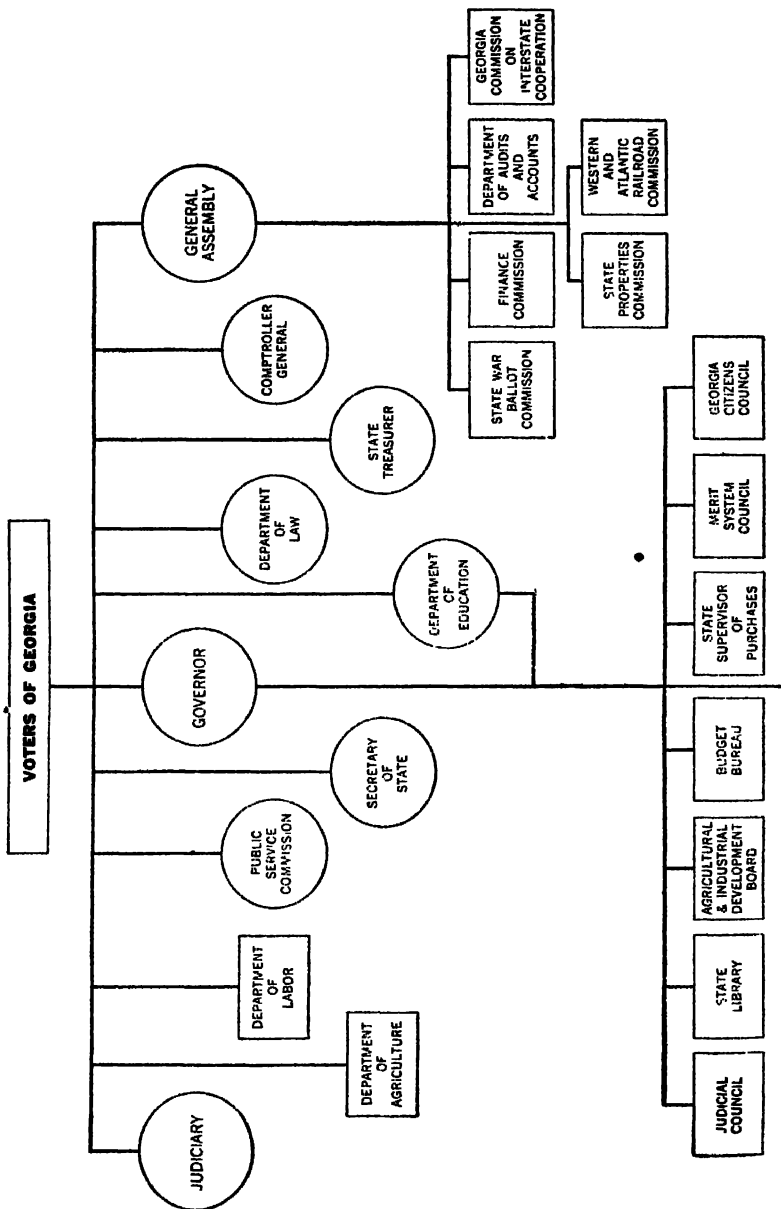 VOTERS OF GEORGIA
JUDICIARY
DEPARTMENT
OF
AGRICULTURE
DEPARTMENT
OF
LABOR
PUBLIC
SERVICE
COMMISSION
SECRETARY
OF
STATE
GOVERNOR
DEPARTMENT
OF
EDUCATION
DEPARTMENT
OF
LAW
STATE
TREASURER
COMPTROLLER
GENERAL
GENERAL
ASSEMBLY
STATE WAR
BALLOT
COMMISSION
FINANCE
COMMISSION
DEPARTMENT
OF AUDITS
AND
ACCOUNTS
GEORGIA
COMMISSION
ON
INTERSTATE
COOPERATION
STATE
PROPERTIES
COMMISSION
WESTERN
AND
ATLANTIC
RAILROAD
COMMISSION
JUDICIAL
COUNCIL
STATE
LIBRARY
AGRICULTURAL
& INDUSTRIAL
DEVELOPMENT
BOARD
BUDGET
BUREAU
STATE
SUPERVISOR
OF
PURCHASES
MERIT
SYSTEM
COUNCIL
GEORGIA
CITIZENS
COUNCIL